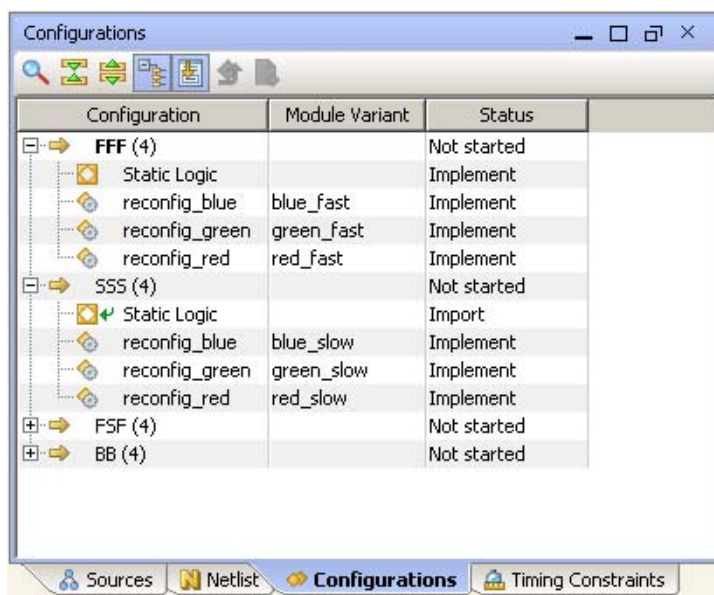 Configurations
Configuration Module Variant Status
FFF (4) Not started
Static Logic Implement
reconfig_blue blue_fast Implement
reconfig_green green_fast Implement
reconfig_red red_fast Implement
SSS (4) Not started
Static Logic Import
reconfig_blue blue_slow Implement
reconfig_green green_slow Implement
reconfig_red red_slow Implement
FSF (4) Not started
BB (4) Not started
Sources Netlist Configurations Timing Constraints